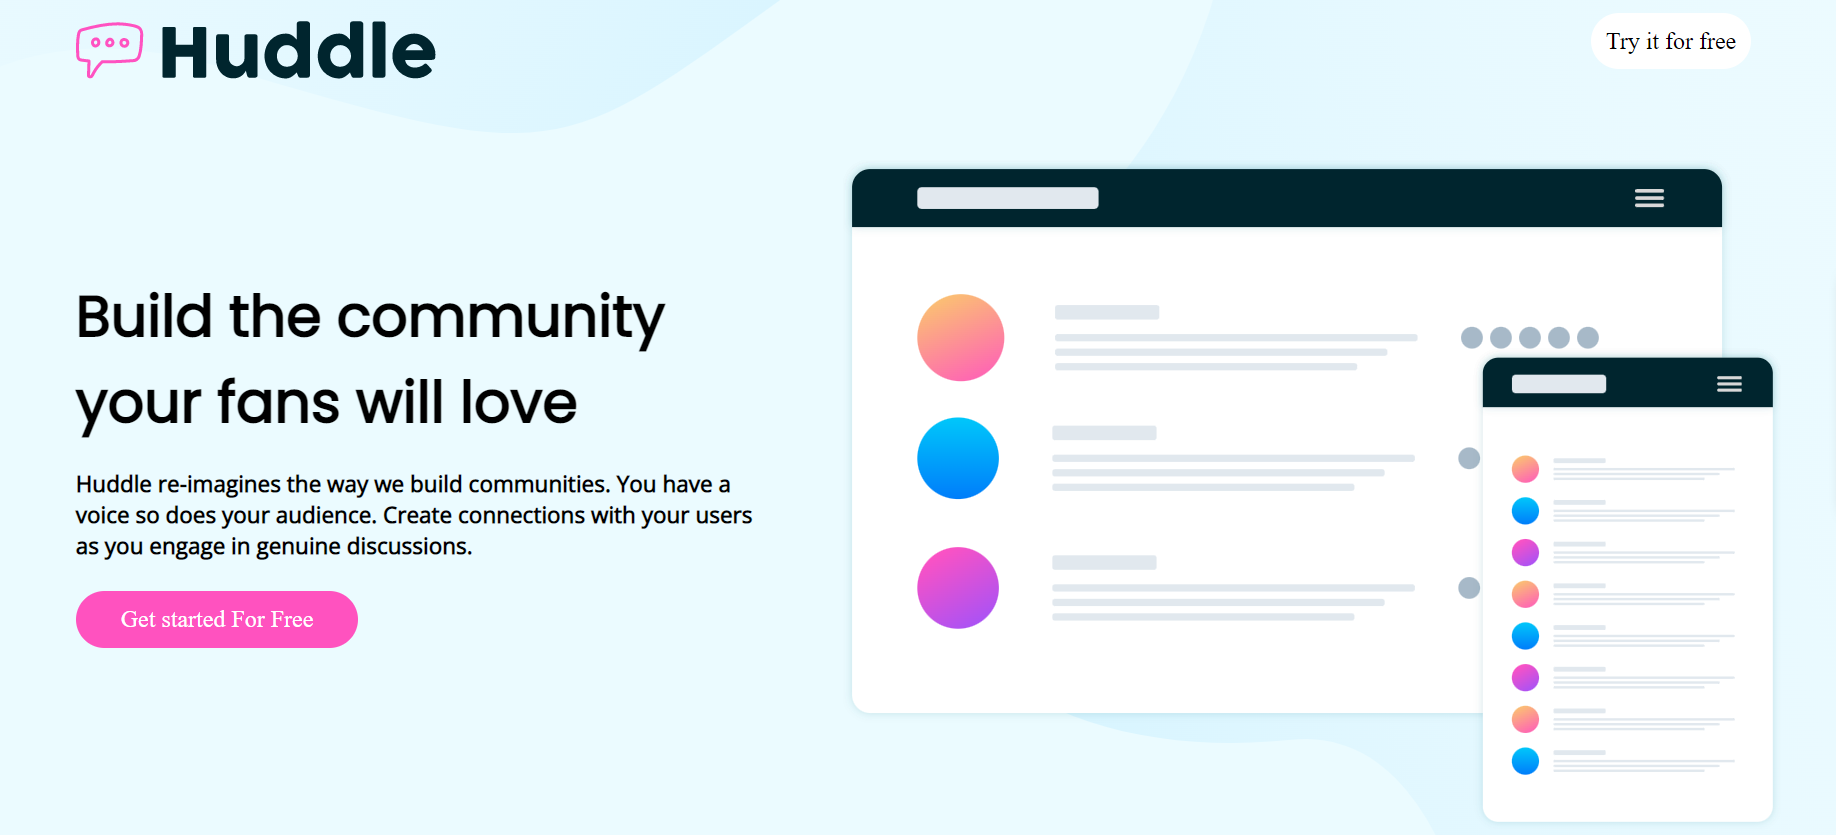 Huddle
Try it for free
Build the community
your fans will love
Huddle re-imagines the way we build communities. You have a
voice so does your audience. Create connections with your users
as you engage in genuine discussions.
Get started For Free